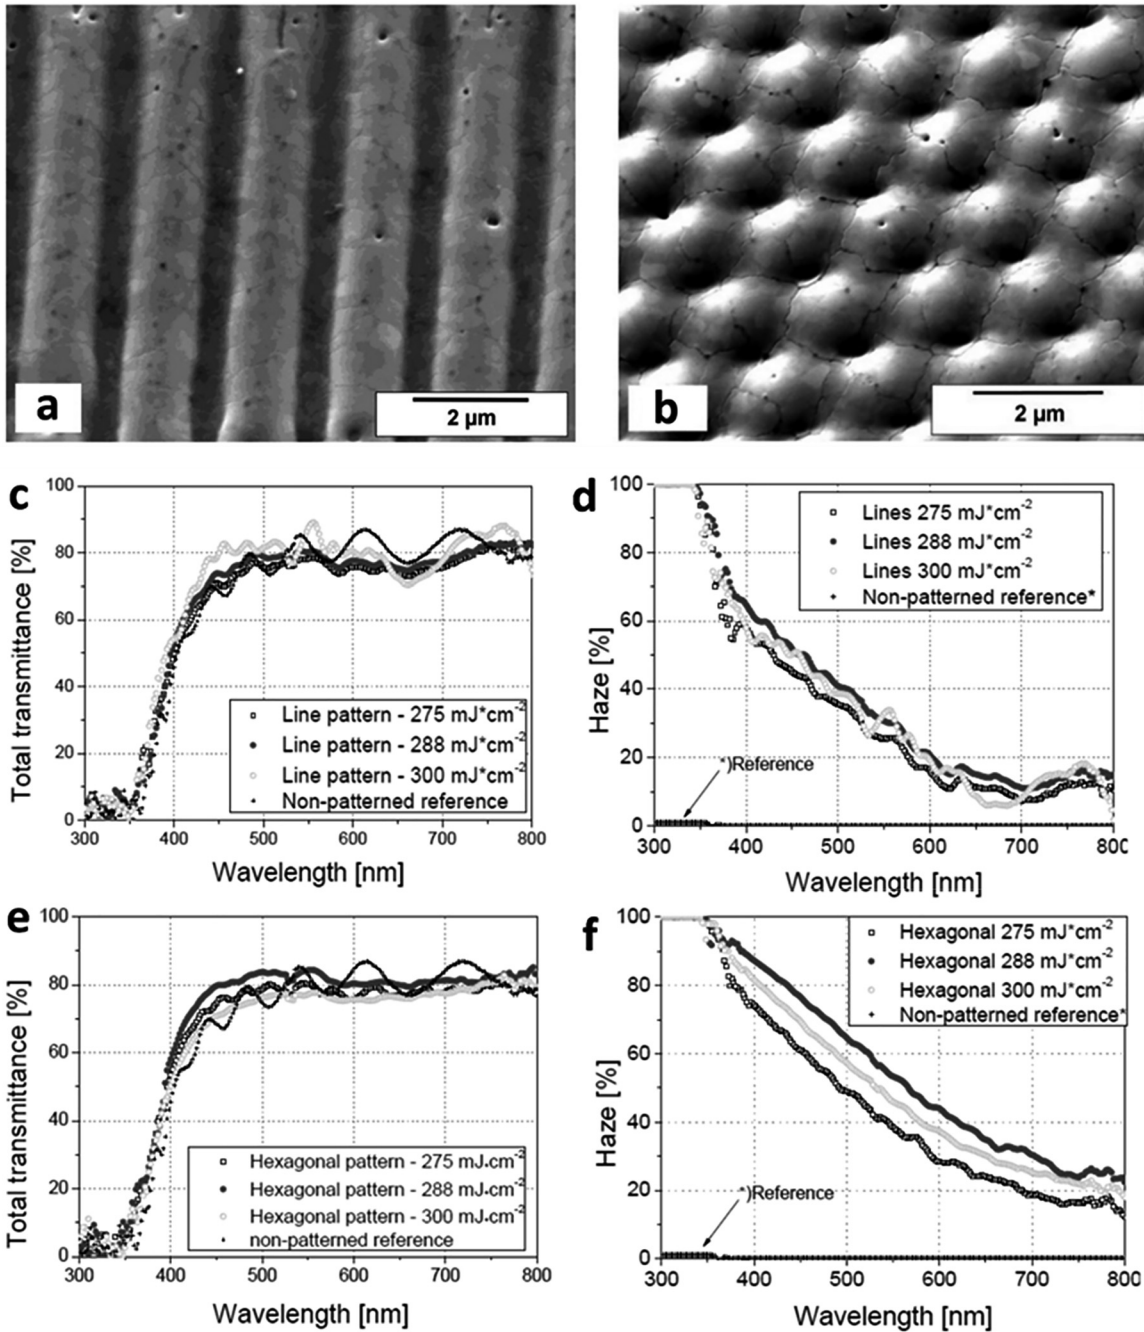 a
2 µm
b
2 µm
c
Total transmittance [%]
100
80
60
40
20
0
Line pattern - 275 mJ*cm-2
Line pattern - 288 mJ*cm-2
Line pattern - 300 mJ*cm-2
Non-patterned reference
300 400 500 600 700 800
Wavelength [nm]
d
Haze [%]
100
80
60
40
20
0
Lines 275 mJ*cm-2
Lines 288 mJ*cm-2
Lines 300 mJ*cm-2
Non-patterned reference*
*)Reference
300 400 500 600 700 800
Wavelength [nm]
e
Total transmittance [%]
100
80
60
40
20
0
Hexagonal pattern - 275 mJ.cm-2
Hexagonal pattern - 288 mJ.cm-2
Hexagonal pattern - 300 mJ.cm-2
non-patterned reference
300 400 500 600 700 800
Wavelength [nm]
f
Haze [%]
100
80
60
40
20
0
Hexagonal 275 mJ*cm-2
Hexagonal 288 mJ*cm-2
Hexagonal 300 mJ*cm-2
Non-patterned reference*
*)Reference
300 400 500 600 700 800
Wavelength [nm]